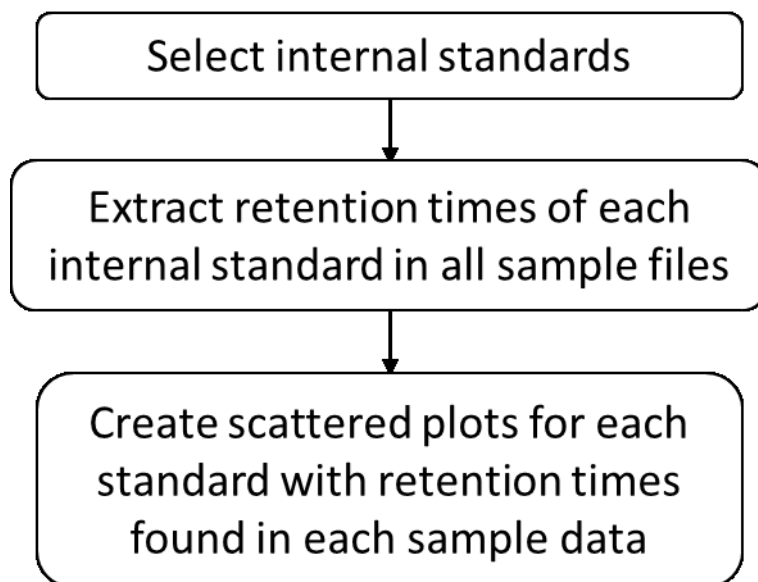 Select internal standards
Extract retention times of each
internal standard in all sample files
Create scattered plots for each
standard with retention times
found in each sample data